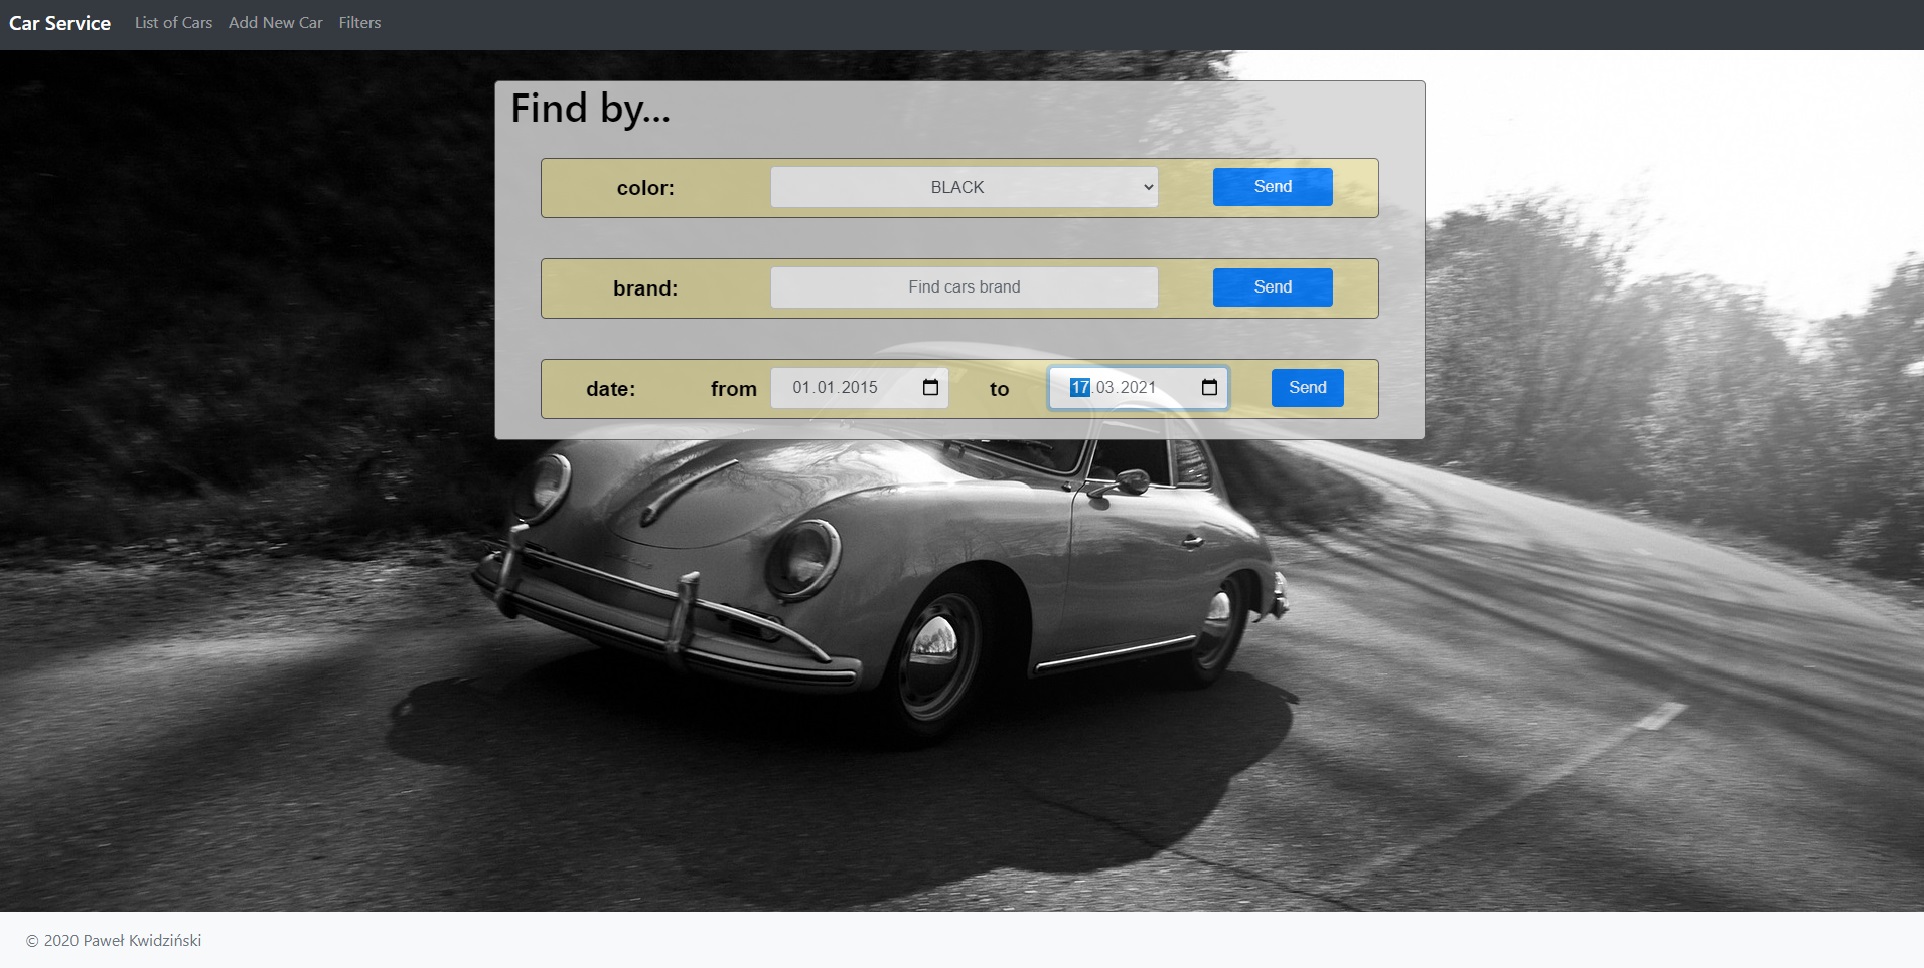 Car Service List of Cars Add New Car Filters
Find by...
color: BLACK Send
brand: Find cars brand Send
date: from 01.01.2015 to 17.03.2021 Send
© 2020 Paweł Kwidziński